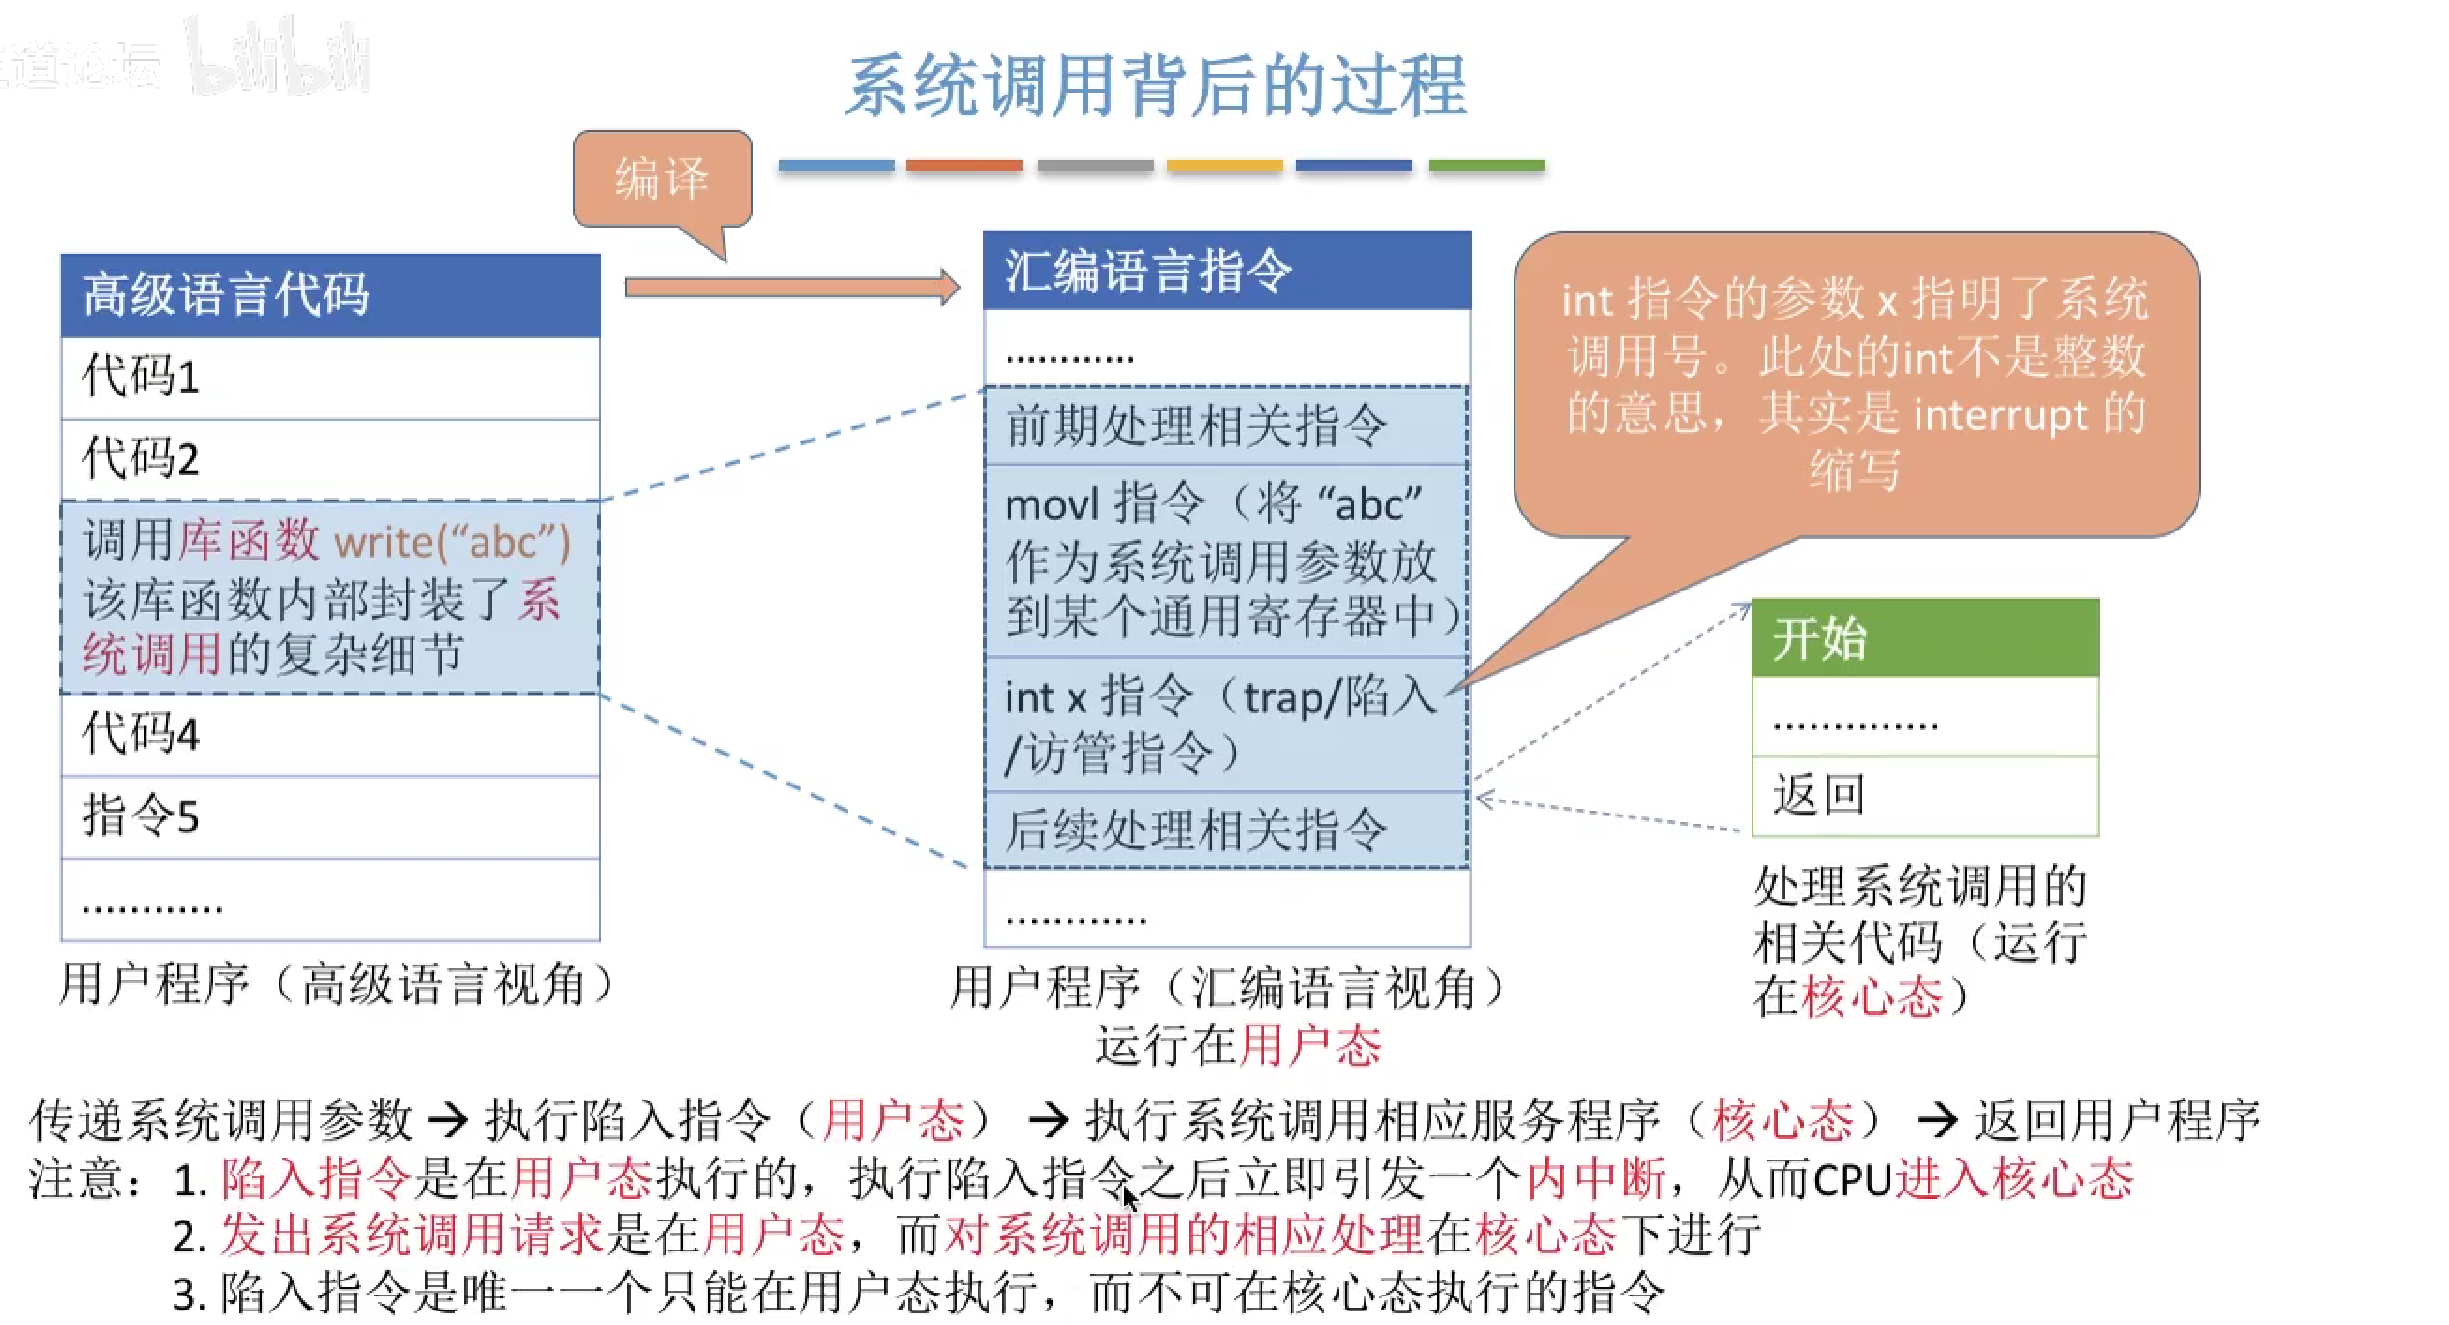 道论坛 bilibili
系统调用背后的过程
编译
高级语言代码
代码1
代码2
调用库函数 write(“abc”)
该库函数内部封装了系
统调用的复杂细节
代码4
指令5
............
用户程序（高级语言视角）
汇编语言指令
............
前期处理相关指令
movl 指令（将 “abc”
作为系统调用参数放
到某个通用寄存器中）
int x 指令（trap/陷入
/访管指令）
后续处理相关指令
............
用户程序（汇编语言视角）
运行在用户态
int 指令的参数 x 指明了系统
调用号。此处的int不是整数
的意思，其实是 interrupt 的
缩写
开始
..............
返回
处理系统调用的
相关代码（运行
在核心态）
传递系统调用参数 → 执行陷入指令（用户态） → 执行系统调用相应服务程序（核心态） → 返回用户程序
注意：1. 陷入指令是在用户态执行的，执行陷入指令之后立即引发一个内中断，从而CPU进入核心态
2. 发出系统调用请求是在用户态，而对系统调用的相应处理在核心态下进行
3. 陷入指令是唯一一个只能在用户态执行，而不可在核心态执行的指令